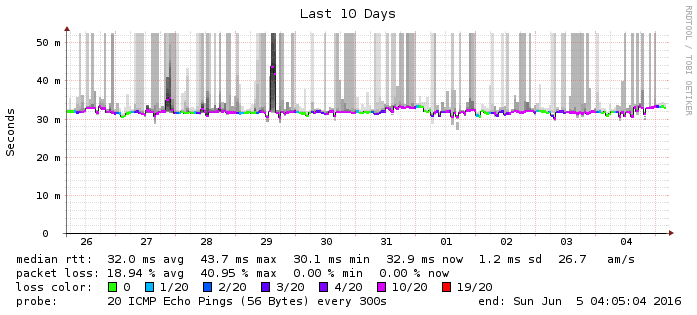 Last 10 Days
RRDTOOL / TOBI OETIKER
Seconds
50 m
40 m
30 m
20 m
10 m
0
26 27 28 29 30 31 01 02 03 04
median rtt: 32.0 ms avg 43.7 ms max 30.1 ms min 32.9 ms now 1.2 ms sd 26.7 am/s
packet loss: 18.94 % avg 40.95 % max 0.00 % min 0.00 % now
loss color: 0 1/20 2/20 3/20 4/20 10/20 19/20
probe: 20 ICMP Echo Pings (56 Bytes) every 300s end: Sun Jun 5 04:05:04 2016